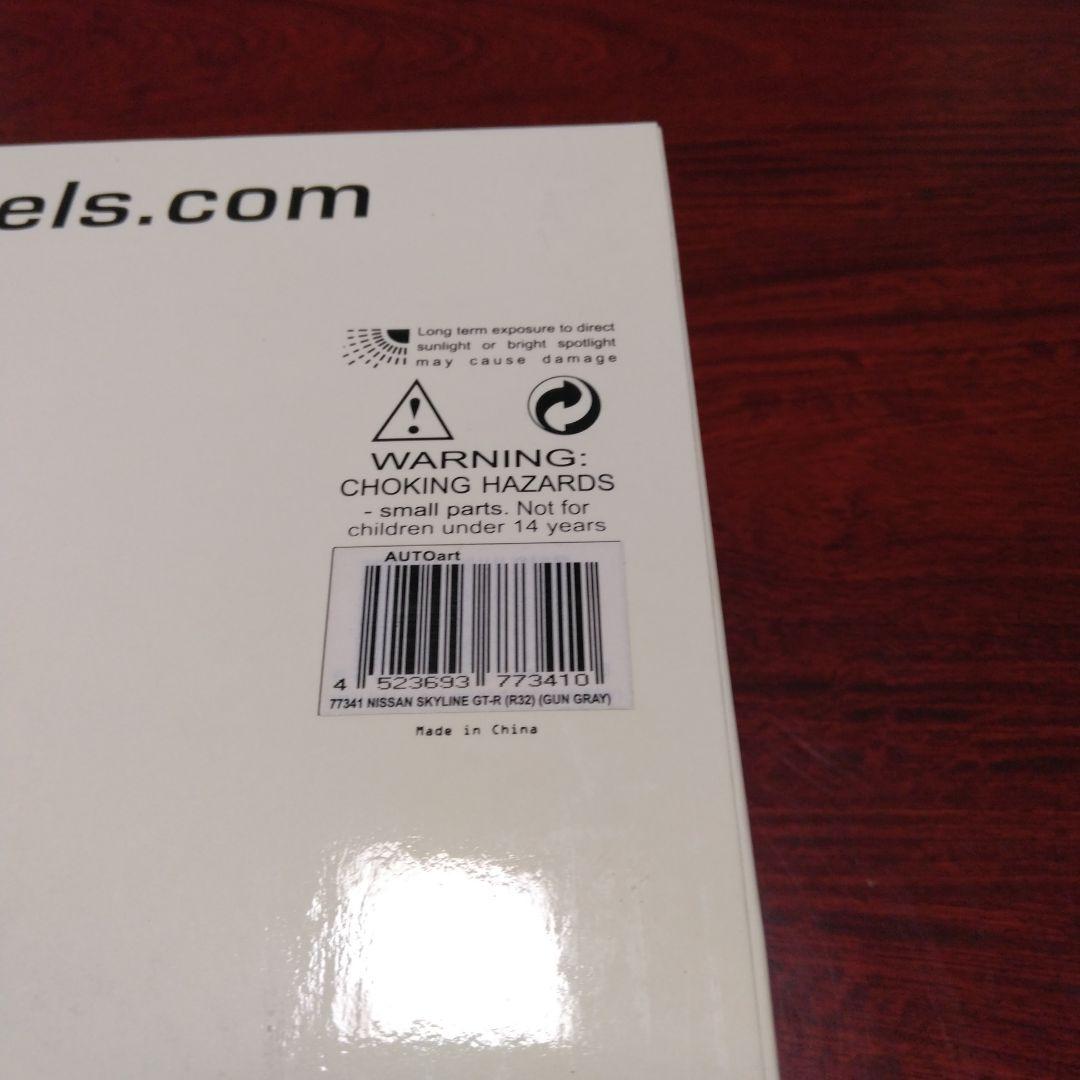 els.com
Long term exposure to direct
sunlight or bright spotlight
may cause damage
WARNING:
CHOKING HAZARDS
- small parts. Not for
children under 14 years
AUTOart
4 523693 773410
77341 NISSAN SKYLINE GT-R (R32) (GUN GRAY)
Made in China